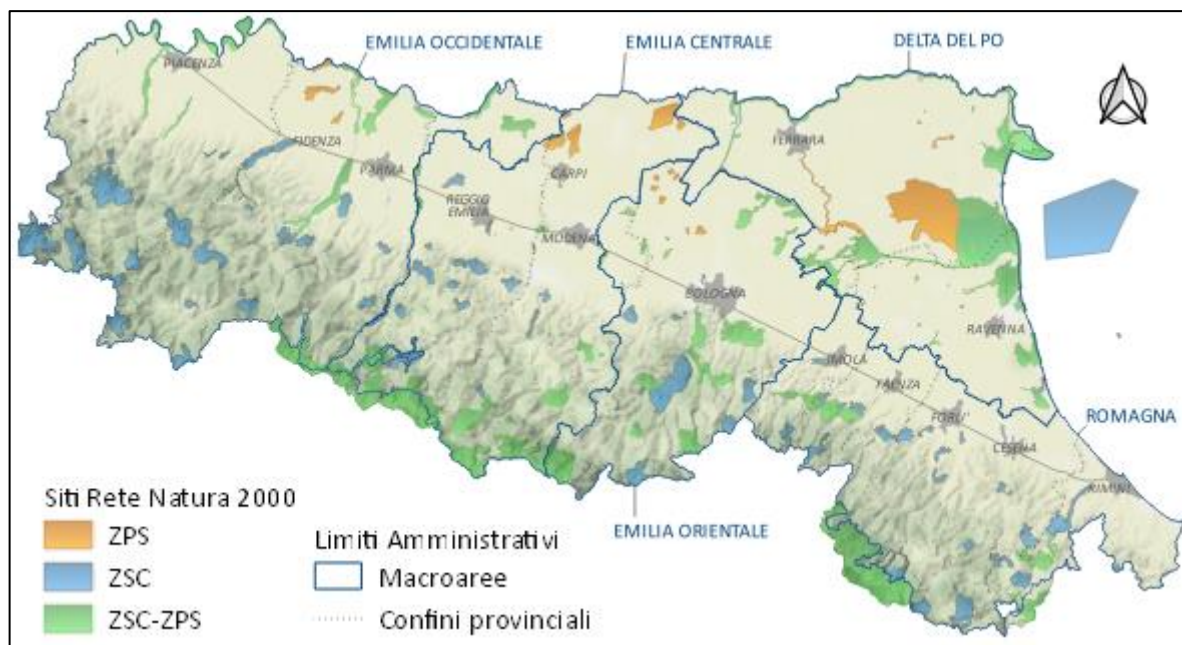 EMILIA OCCIDENTALE
EMILIA CENTRALE
DELTA DEL PO
PIACENZA
FIDENZA
PARMA
REGGIO
EMILIA
CARPI
MODENA
FERRARA
BOLOGNA
RAVENNA
IMOLA
FAENZA
FORLI'
CESENA
RIMINI
ROMAGNA
EMILIA ORIENTALE
Siti Rete Natura 2000
ZPS
ZSC
ZSC-ZPS
Limiti Amministrativi
Macroaree
Confini provinciali